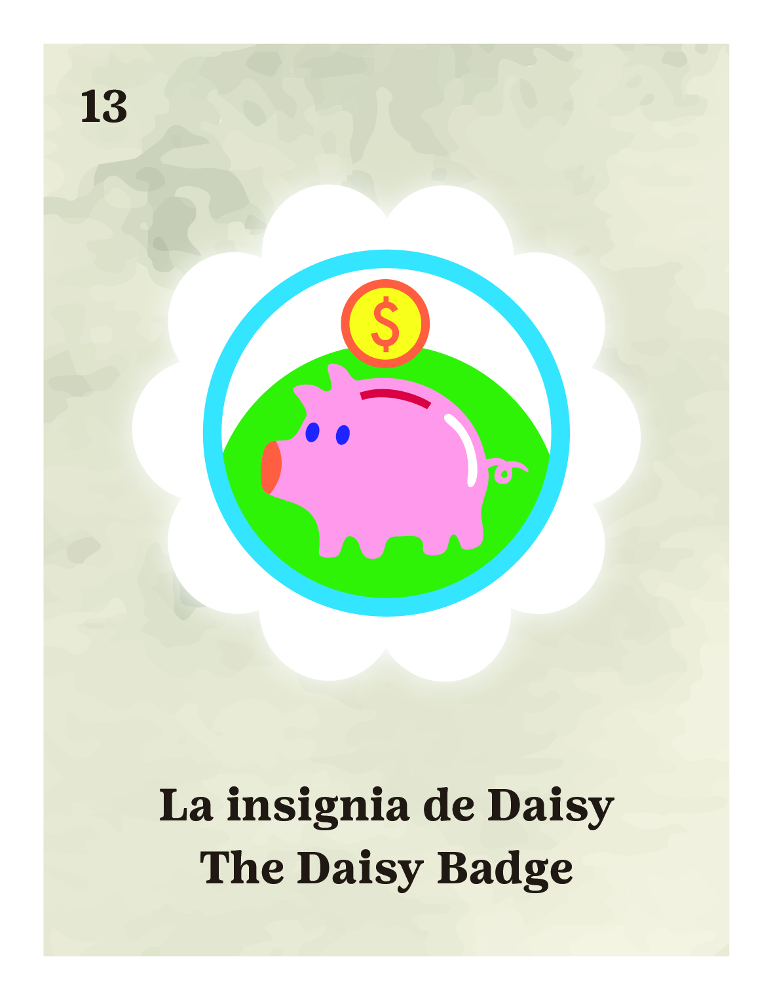 13
$
La insignia de Daisy
The Daisy Badge